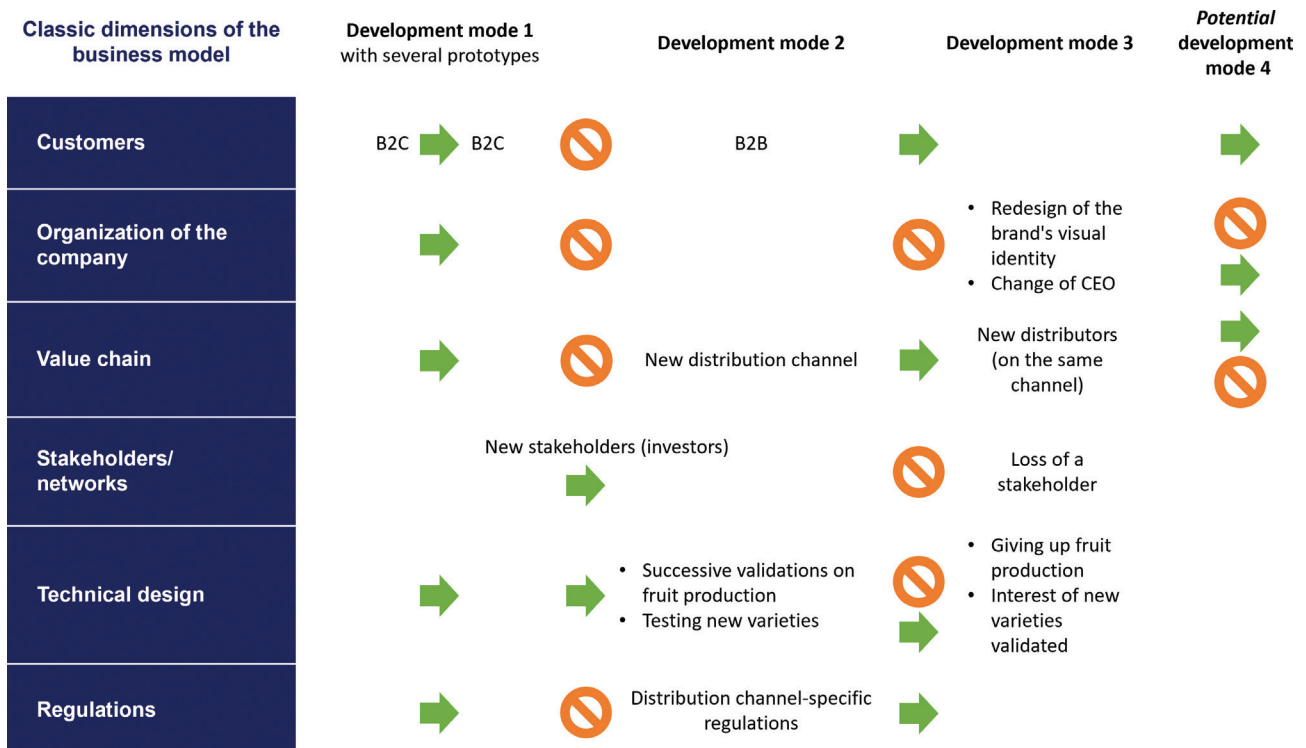 Classic dimensions of the
business model
Development mode 1
with several prototypes
Development mode 2
Development mode 3
Potential
development
mode 4
Customers
B2C
B2C
B2B
Organization of the
company
• Redesign of the
brand's visual
identity
• Change of CEO
Value chain
New distribution channel
New distributors
(on the same
channel)
Stakeholders/
networks
New stakeholders (investors)
Loss of a
stakeholder
Technical design
• Successive validations on
fruit production
• Testing new varieties
• Giving up fruit
production
• Interest of new
varieties
validated
Regulations
Distribution channel-specific
regulations